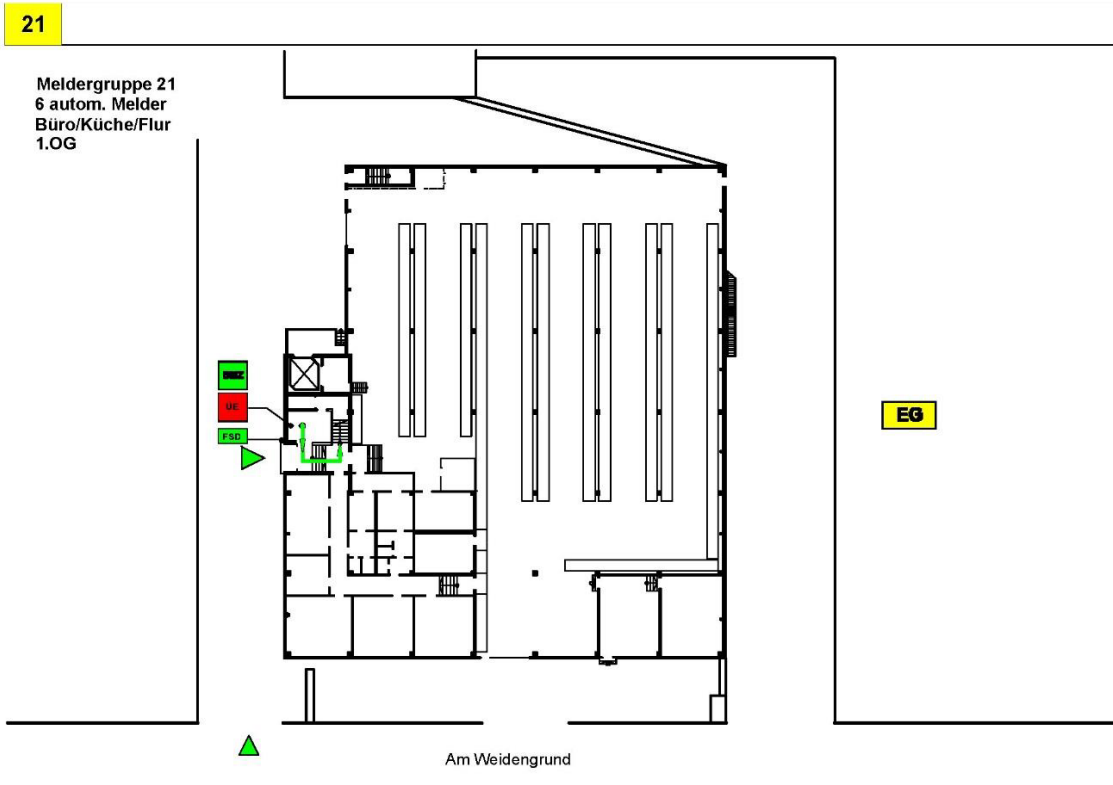 21
Meldergruppe 21
6 autom. Melder
Büro/Küche/Flur
1.OG
UE
FSD
EG
Am Weidengrund